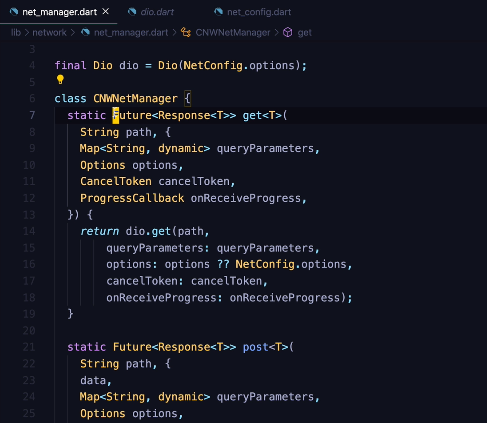 net_manager.dart × dio.dart net_config.dart
lib > network > net_manager.dart > CNWNetManager > get
3
4 final Dio dio = Dio(NetConfig.options);
5
6 class CNWNetManager {
7 static Future<Response<T>> get<T>(
8 String path, {
9 Map<String, dynamic> queryParameters,
10 Options options,
11 CancelToken cancelToken,
12 ProgressCallback onReceiveProgress,
13 }) {
14 return dio.get(path,
15 queryParameters: queryParameters,
16 options: options ?? NetConfig.options,
17 cancelToken: cancelToken,
18 onReceiveProgress: onReceiveProgress);
19 }
20
21 static Future<Response<T>> post<T>(
22 String path, {
23 data,
24 Map<String, dynamic> queryParameters,
25 Options options,